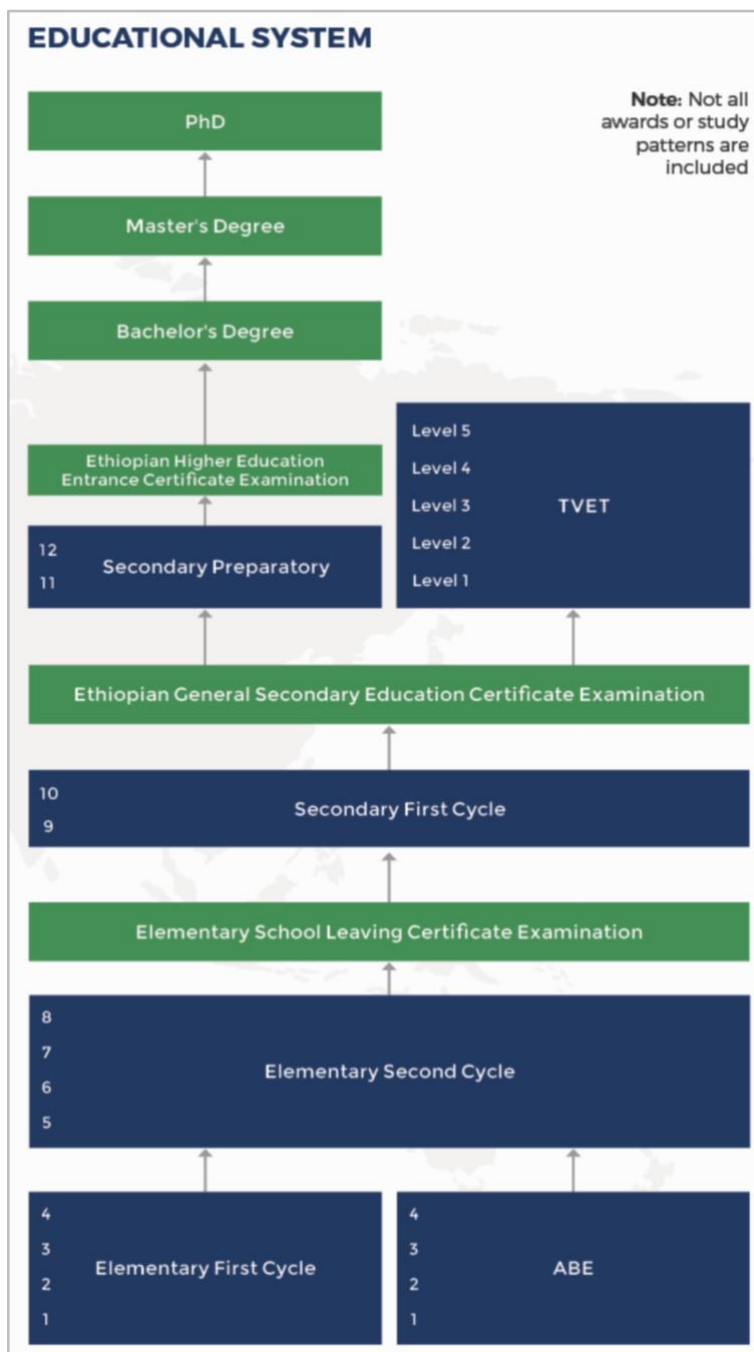 EDUCATIONAL SYSTEM
Note: Not all
awards or study
patterns are
included
PhD
Master's Degree
Bachelor's Degree
Ethiopian Higher Education
Entrance Certificate Examination
12
11
Secondary Preparatory
Level 5
Level 4
Level 3
Level 2
Level 1
TVET
Ethiopian General Secondary Education Certificate Examination
10
9
Secondary First Cycle
Elementary School Leaving Certificate Examination
8
7
6
5
Elementary Second Cycle
4
3
2
1
Elementary First Cycle
4
3
2
1
ABE